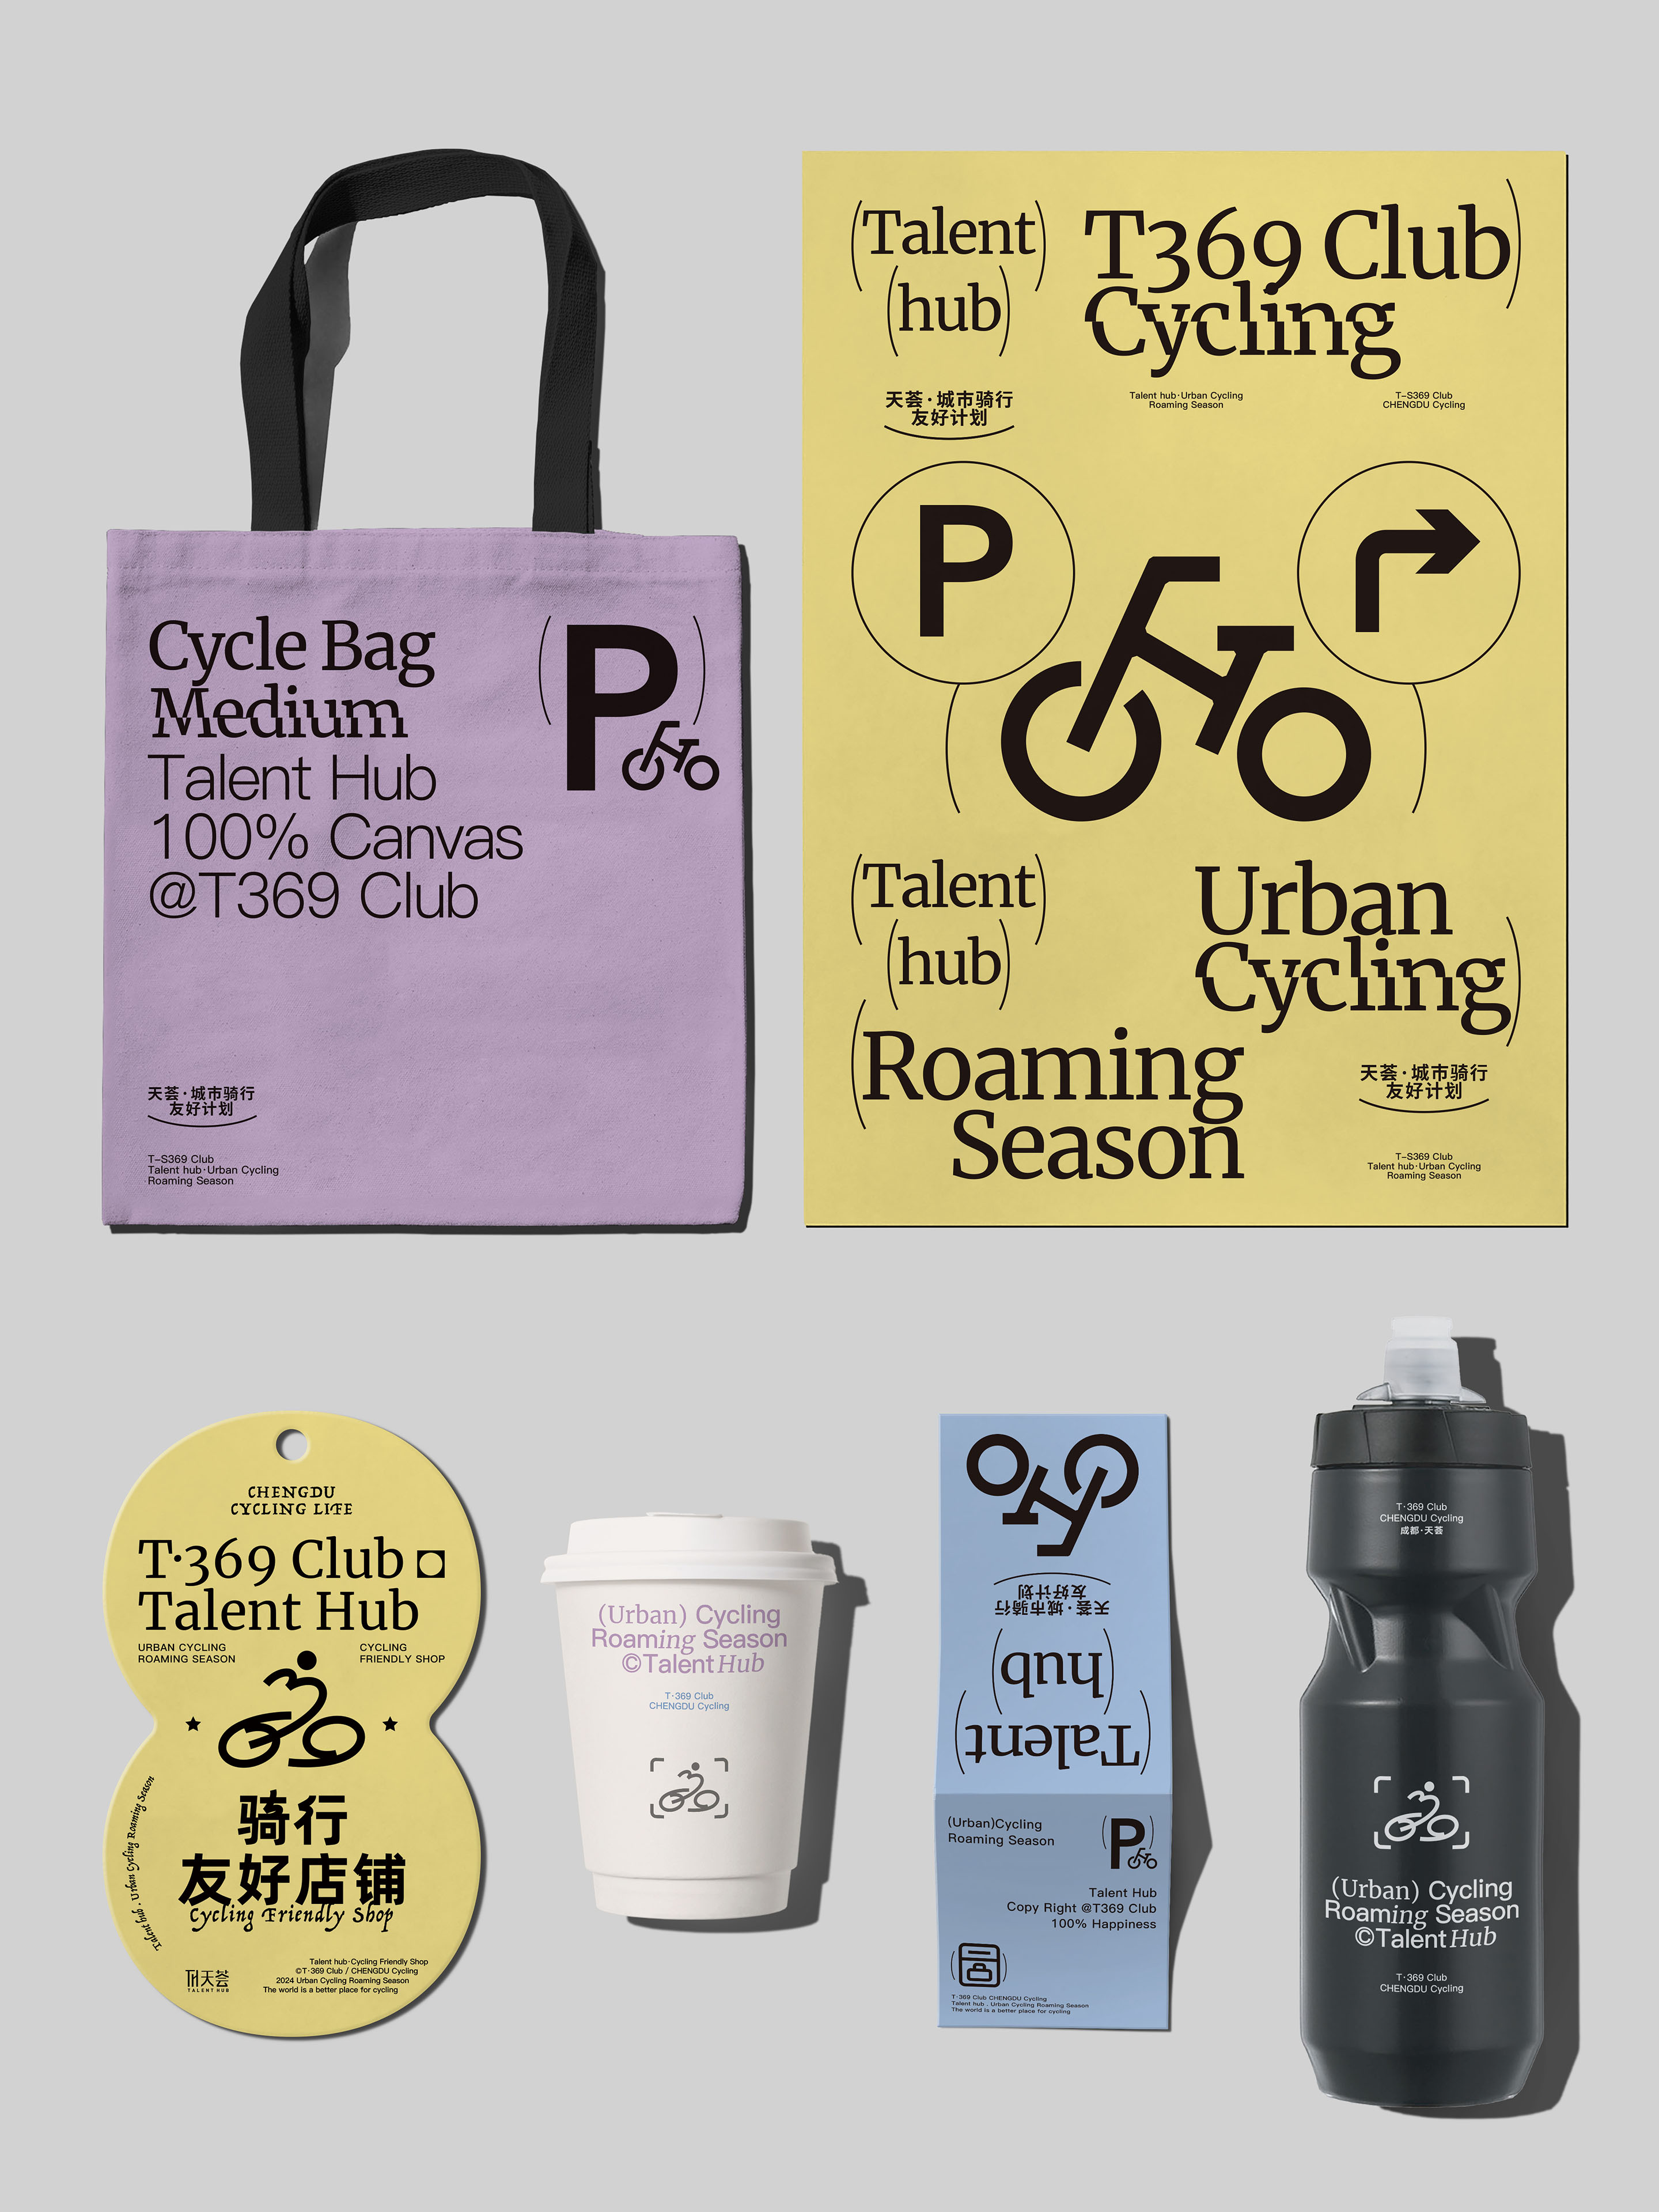 Cycle Bag
Medium
Talent Hub
100% Canvas
@T369 Club
P
天荟·城市骑行
友好计划
T-S369 Club
Talent hub·Urban Cycling
Roaming Season
(Talent)
(hub)
T369 Club)
Cycling
天荟·城市骑行
友好计划
Talent hub·Urban Cycling
Roaming Season
T-S369 Club
CHENGDU Cycling
P
(Talent)
(hub)
Urban
Cycling)
(Roaming
Season
天荟·城市骑行
友好计划
T-S369 Club
Talent hub·Urban Cycling
Roaming Season
CHENGDU
CYCLING LIFE
T·369 Club
Talent Hub
URBAN CYCLING
ROAMING SEASON
CYCLING
FRIENDLY SHOP
骑行
友好店铺
Cycling Friendly Shop
Talent hub . Urban Cycling Roaming Season
TH天荟
TALENT HUB
Talent hub·Cycling Friendly Shop
©T·369 Club / CHENGDU Cycling
2024 Urban Cycling Roaming Season
The world is a better place for cycling
(Urban) Cycling
Roaming Season
©Talent Hub
T·369 Club
CHENGDU Cycling
(Talent)
(hub)
天荟·城市骑行
友好计划
(Urban)Cycling
Roaming Season
P
Talent Hub
Copy Right @T369 Club
100% Happiness
T·369 Club CHENGDU Cycling
Talent hub . Urban Cycling Roaming Season
The world is a better place for cycling
T·369 Club
CHENGDU Cycling
成都·天荟
(Urban) Cycling
Roaming Season
©Talent Hub
T·369 Club
CHENGDU Cycling